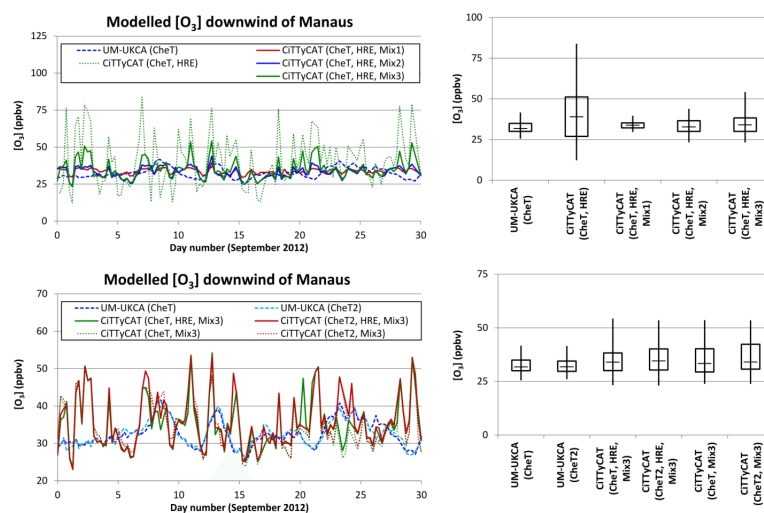 Modelled [O₃] downwind of Manaus
UM-UKCA (CheT)
CiTTyCAT (CheT, HRE)
CiTTyCAT (CheT, HRE, Mix1)
CiTTyCAT (CheT, HRE, Mix2)
CiTTyCAT (CheT, HRE, Mix3)
[O₃] (ppbv)
125
100
75
50
25
0
0 5 10 15 20 25 30
Day number (September 2012)
[O₃] (ppbv)
100
75
50
25
0
UM-UKCA
(CheT)
CiTTyCAT
(CheT, HRE)
CiTTyCAT
(CheT, HRE,
Mix1)
CiTTyCAT
(CheT, HRE,
Mix2)
CiTTyCAT
(CheT, HRE,
Mix3)
Modelled [O₃] downwind of Manaus
UM-UKCA (CheT)
UM-UKCA (CheT2)
CiTTyCAT (CheT, HRE, Mix3)
CiTTyCAT (CheT2, HRE, Mix3)
CiTTyCAT (CheT, Mix3)
CiTTyCAT (CheT2, Mix3)
[O₃] (ppbv)
70
60
50
40
30
20
0 5 10 15 20 25 30
Day number (September 2012)
[O₃] (ppbv)
75
50
25
0
UM-UKCA
(CheT)
UM-UKCA
(CheT2)
CiTTyCAT
(CheT, HRE,
Mix3)
CiTTyCAT
(CheT2, HRE,
Mix3)
CiTTyCAT
(CheT, Mix3)
CiTTyCAT
(CheT2, Mix3)